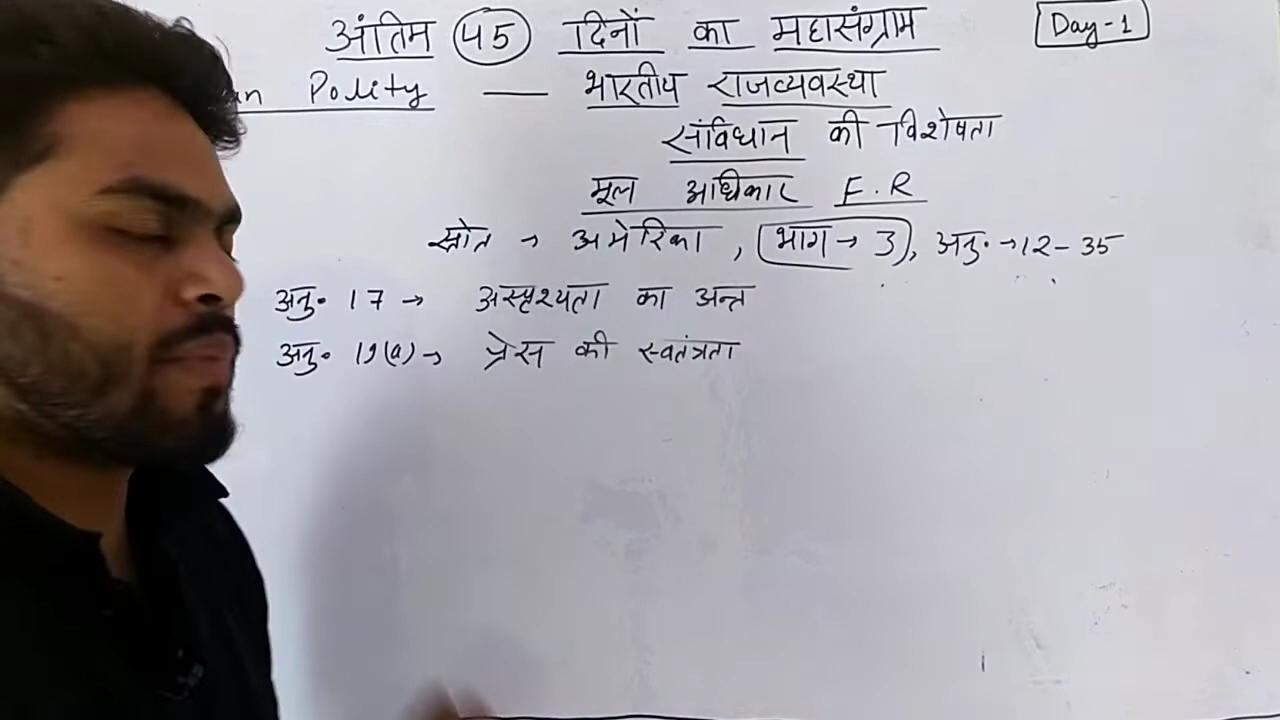 अंतिम 45 दिनों का महासंग्राम Day-1
an Polity — भारतीय राजव्यवस्था
संविधान की विशेषता
मूल अधिकार F.R
स्रोत → अमेरिका, भाग → 3, अनु. → 12-35
अनु. 17 → अस्पृश्यता का अन्त
अनु. 19(a) → प्रेस की स्वतंत्रता